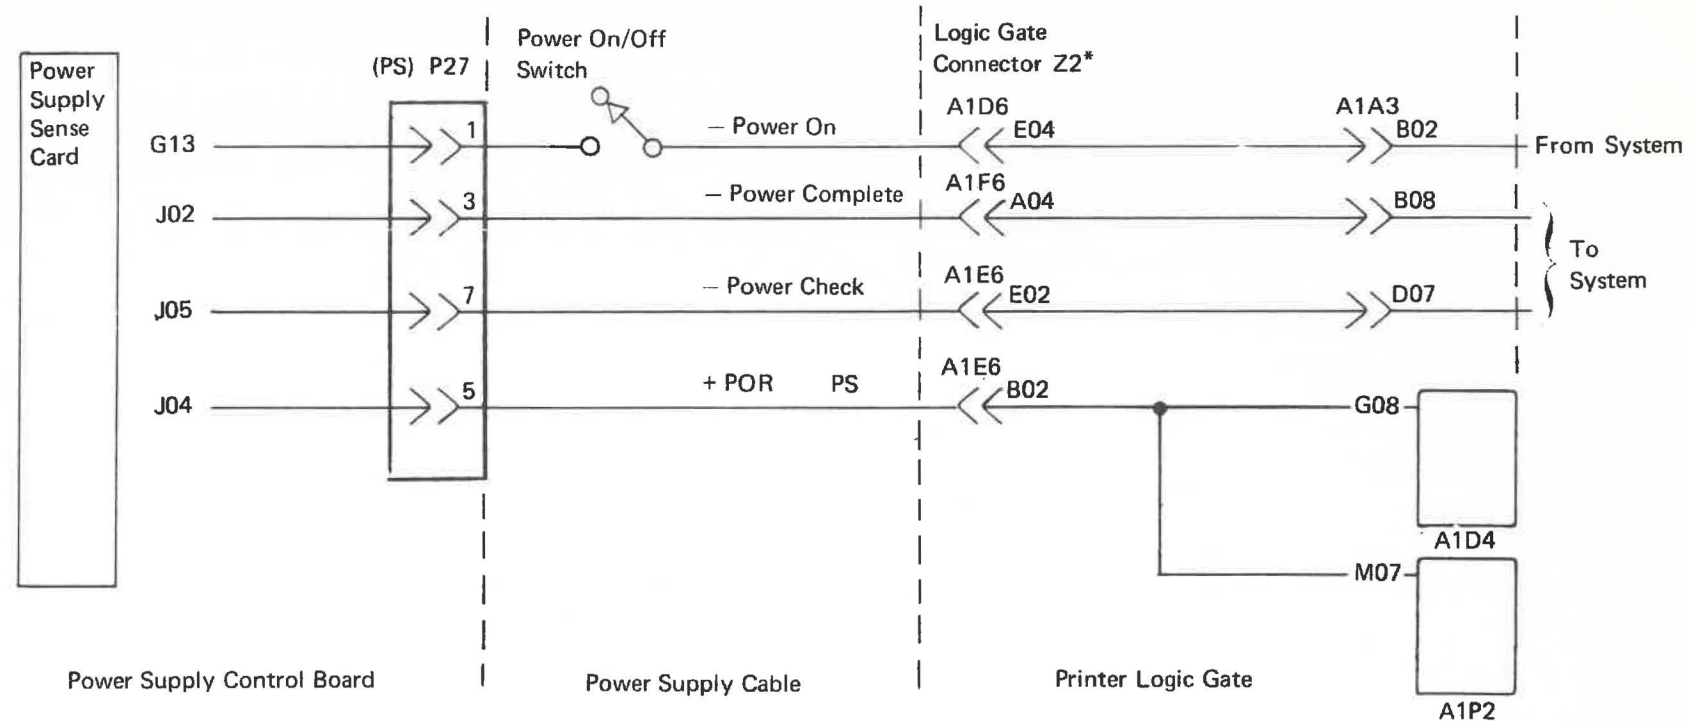 Power
Supply
Sense
Card
(PS) P27
Power On/Off
Switch
Logic Gate
Connector Z2*
G13
1
— Power On
A1D6
E04
A1A3
B02
From System
J02
3
— Power Complete
A1F6
A04
B08
To
System
J05
7
— Power Check
A1E6
E02
D07
J04
5
+ POR PS
A1E6
B02
G08
A1D4
M07
A1P2
Power Supply Control Board
Power Supply Cable
Printer Logic Gate